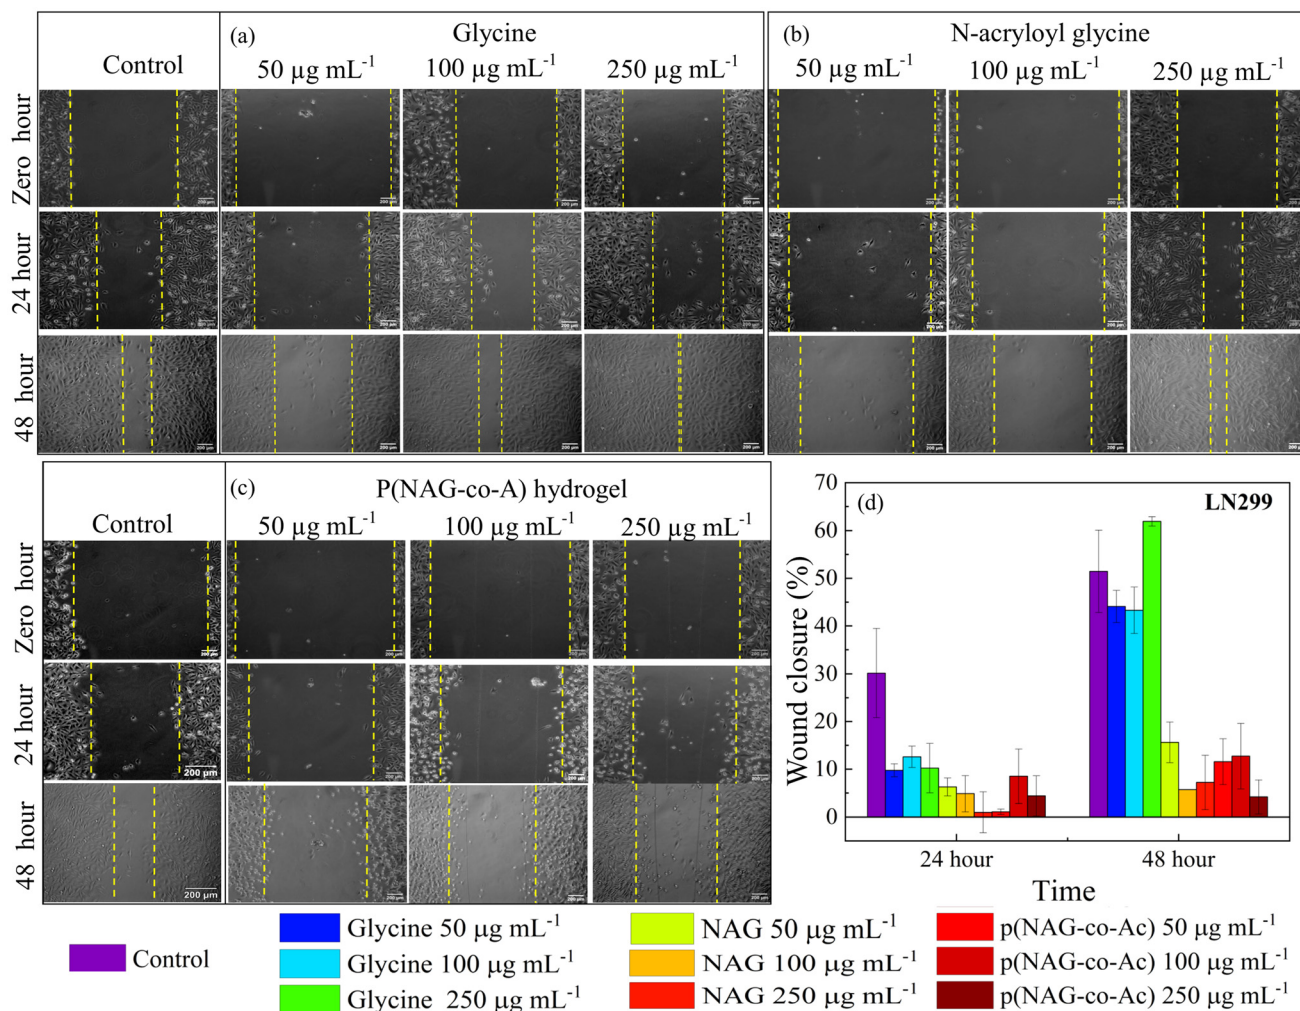 (a) Glycine
(b) N-acryloyl glycine
Control
50 µg mL⁻¹ 100 µg mL⁻¹ 250 µg mL⁻¹
50 µg mL⁻¹ 100 µg mL⁻¹ 250 µg mL⁻¹
Zero hour
24 hour
48 hour
(c) P(NAG-co-A) hydrogel
Control
50 µg mL⁻¹ 100 µg mL⁻¹ 250 µg mL⁻¹
Zero hour
24 hour
200 µm
48 hour
200 µm
(d)
LN299
Wound closure (%)
70
60
50
40
30
20
10
0
24 hour 48 hour
Time
Control
Glycine 50 µg mL⁻¹
Glycine 100 µg mL⁻¹
Glycine 250 µg mL⁻¹
NAG 50 µg mL⁻¹
NAG 100 µg mL⁻¹
NAG 250 µg mL⁻¹
p(NAG-co-Ac) 50 µg mL⁻¹
p(NAG-co-Ac) 100 µg mL⁻¹
p(NAG-co-Ac) 250 µg mL⁻¹